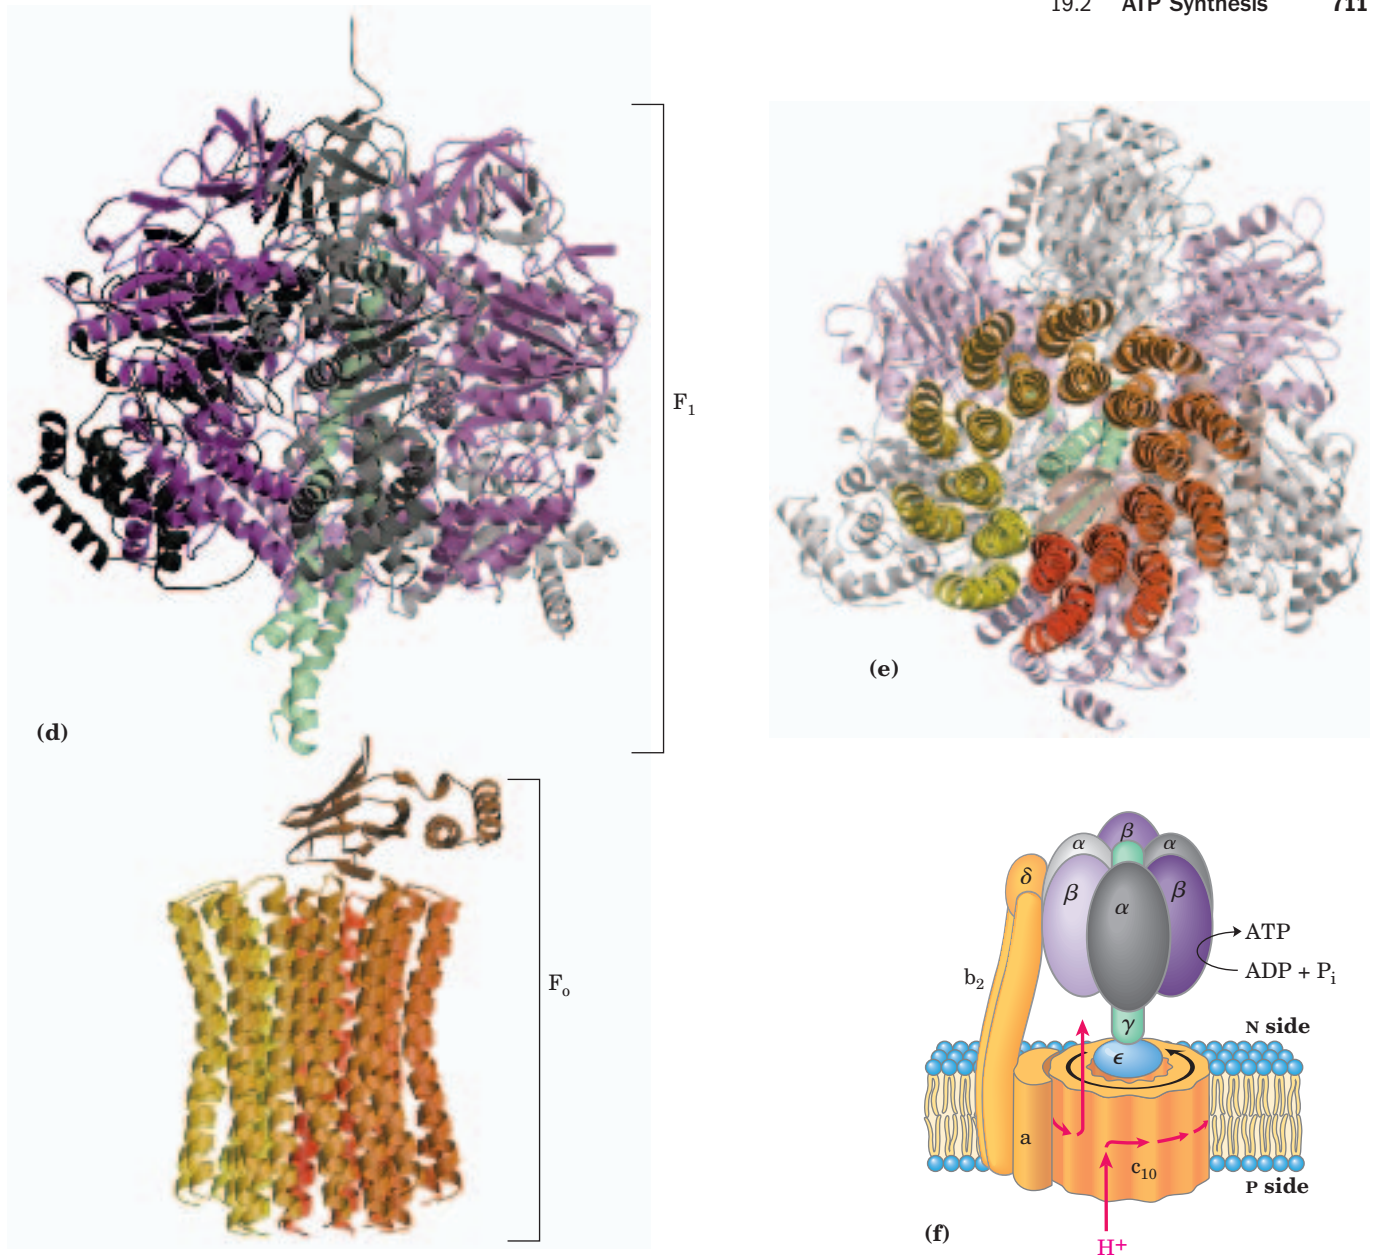 19.2 ATP Synthesis 711
F₁
(d)
Fₒ
(e)
β
α
α
δ
β
β
α
ATP
b₂
ADP + Pᵢ
γ
N side
ϵ
a
c₁₀
P side
(f)
H⁺